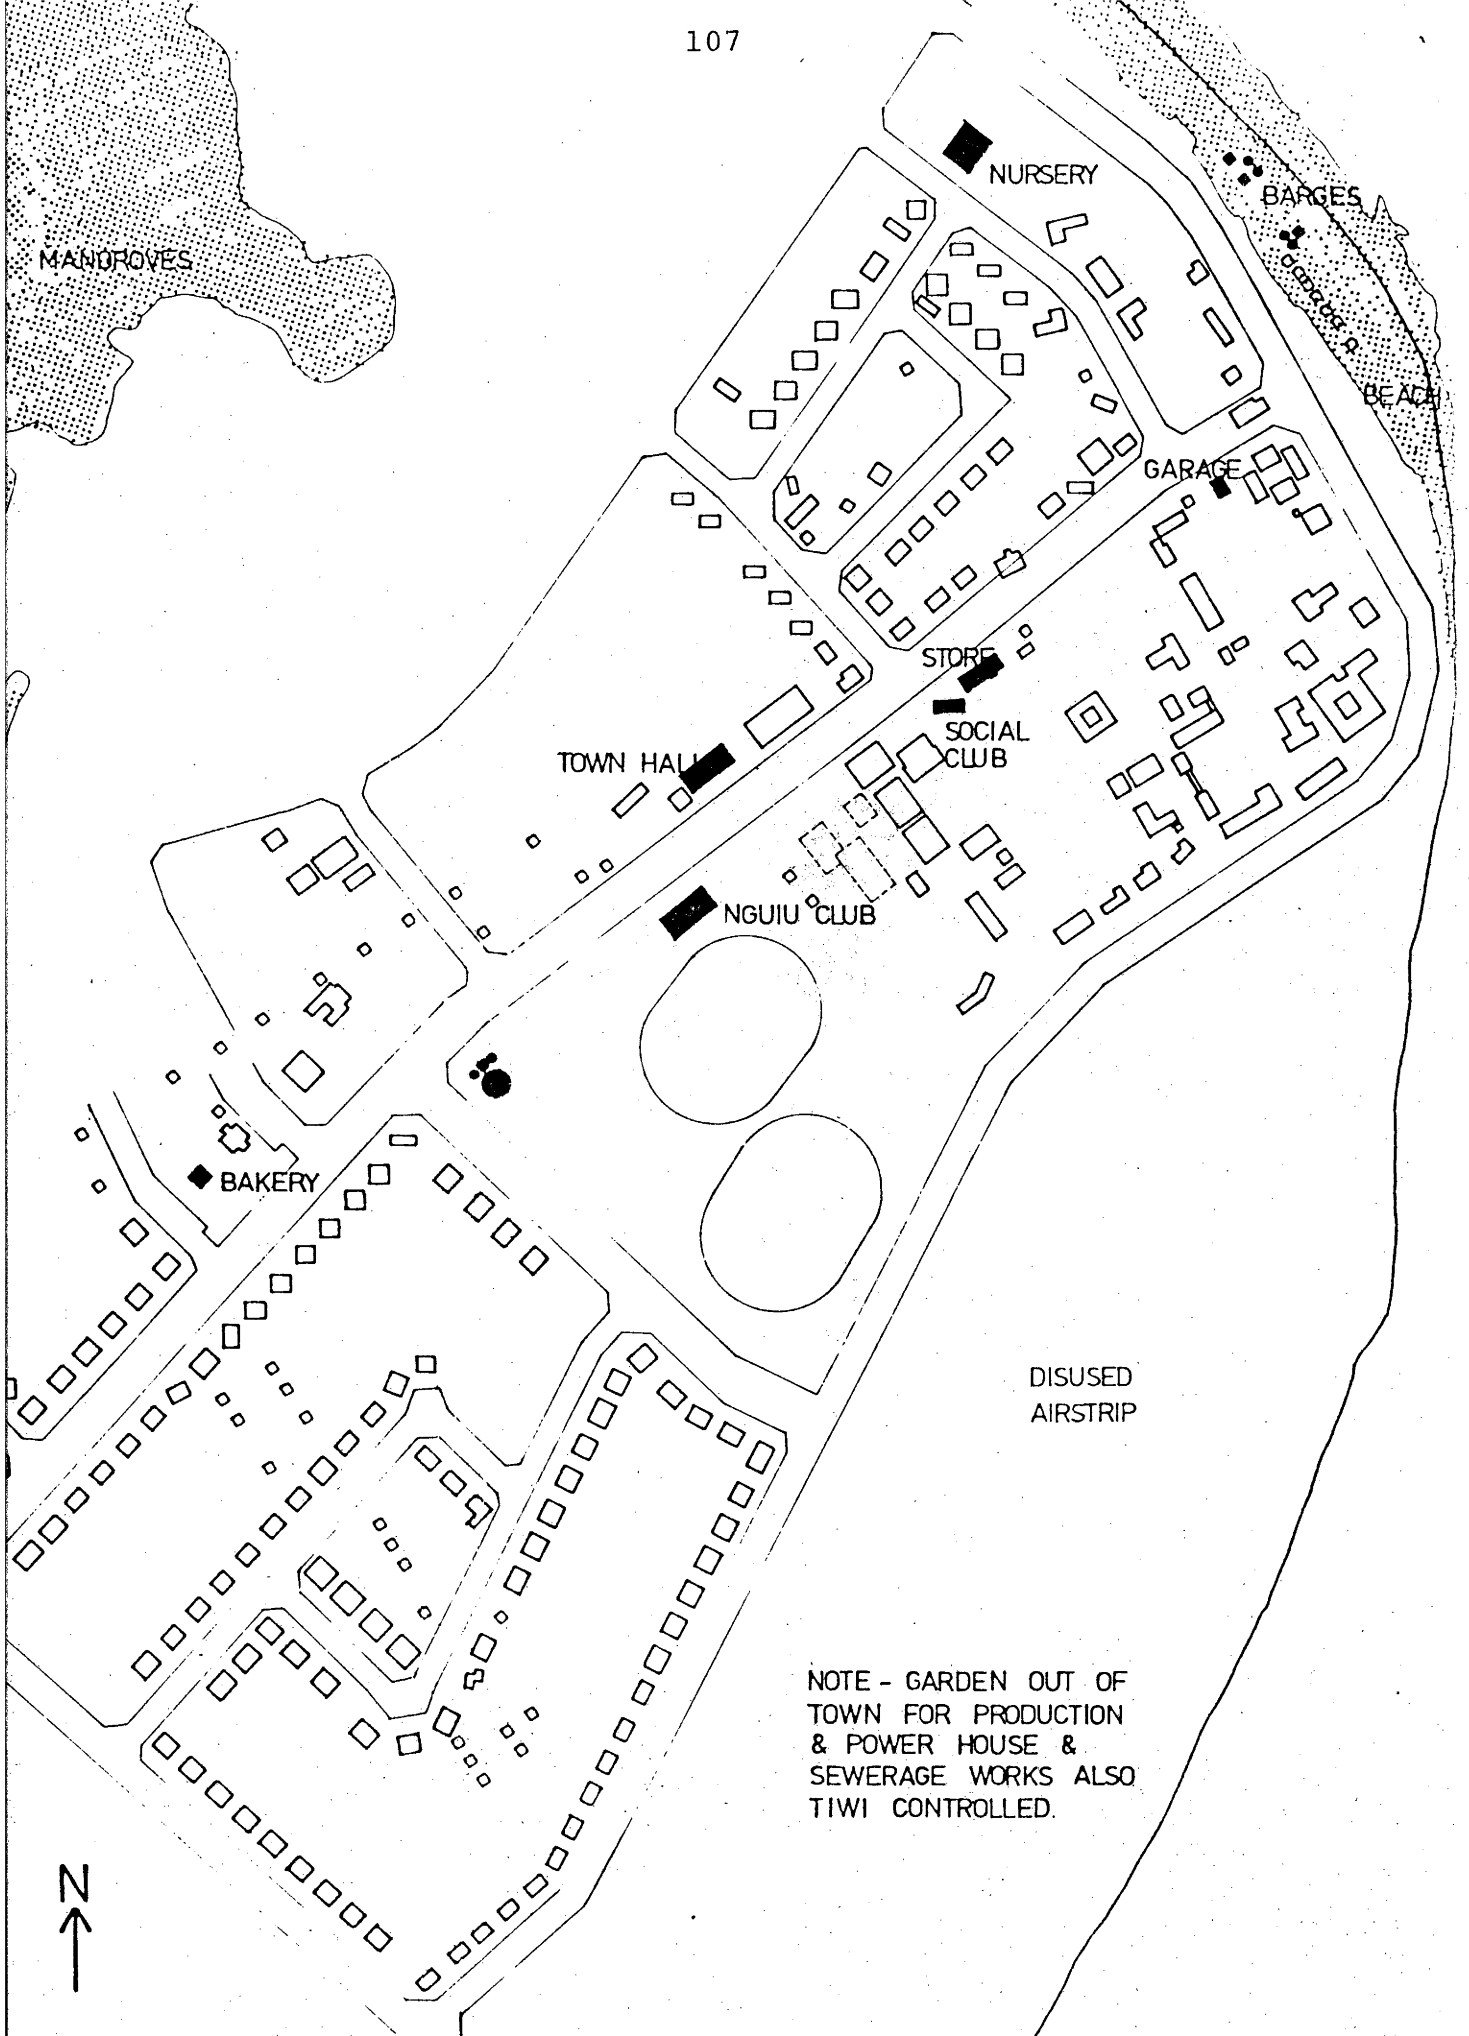 107
NURSERY
BARGES
MANGROVES
BEACH
GARAGE
STORE
SOCIAL
CLUB
TOWN HALL
NGUIU CLUB
BAKERY
DISUSED
AIRSTRIP
NOTE - GARDEN OUT OF
TOWN FOR PRODUCTION
& POWER HOUSE &
SEWERAGE WORKS ALSO
TIWI CONTROLLED.
N